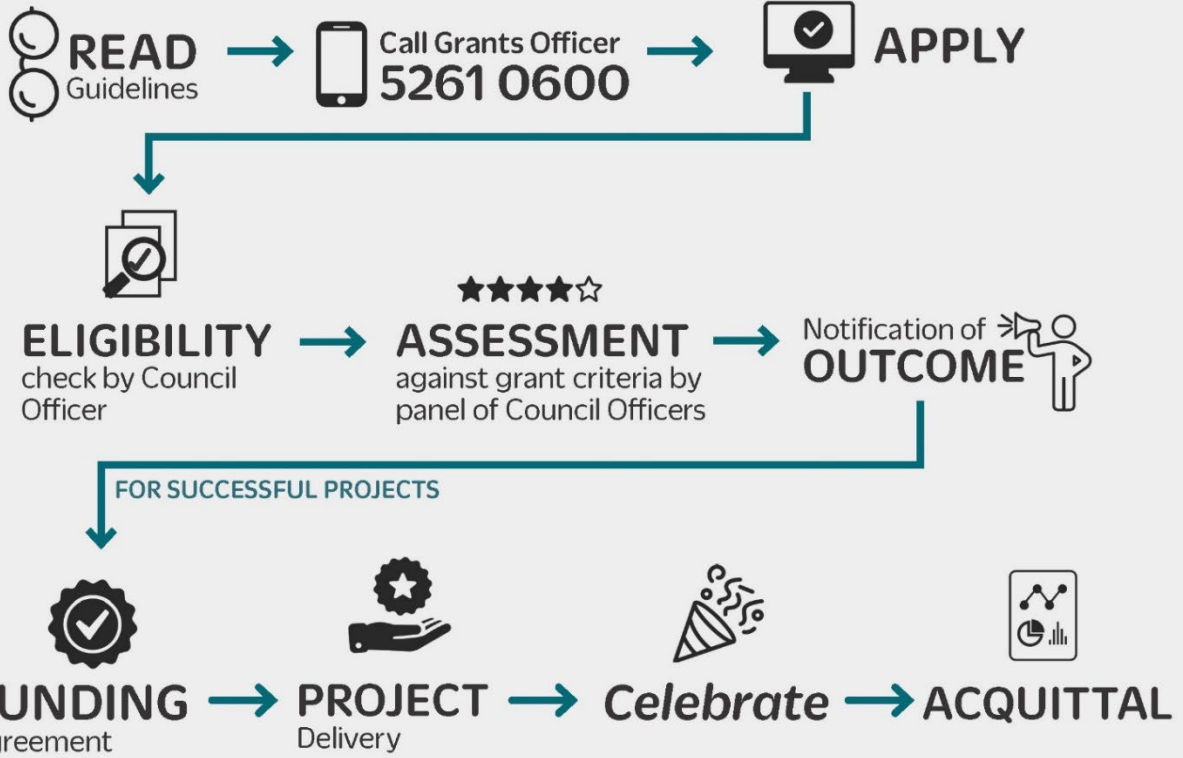 READ
Guidelines
Call Grants Officer
5261 0600
APPLY
ELIGIBILITY
check by Council
Officer
ASSESSMENT
against grant criteria by
panel of Council Officers
Notification of
OUTCOME
FOR SUCCESSFUL PROJECTS
UNDING
greement
PROJECT
Delivery
Celebrate
ACQUITTAL